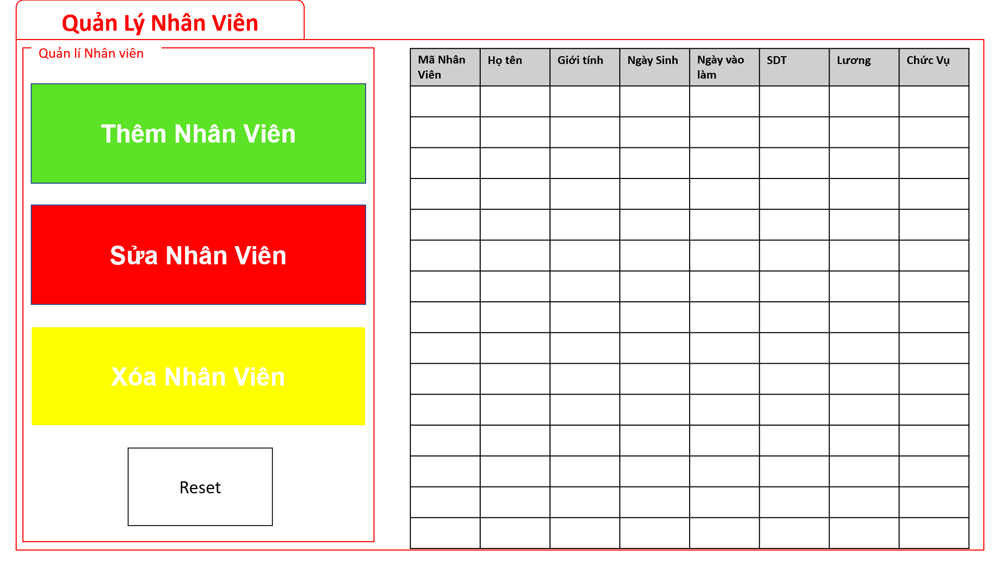 Quản Lý Nhân Viên
Quản lí Nhân viên
Thêm Nhân Viên
Sửa Nhân Viên
Xóa Nhân Viên
Reset
Mã Nhân
Viên
Họ tên
Giới tính
Ngày Sinh
Ngày vào
làm
SDT
Lương
Chức Vụ